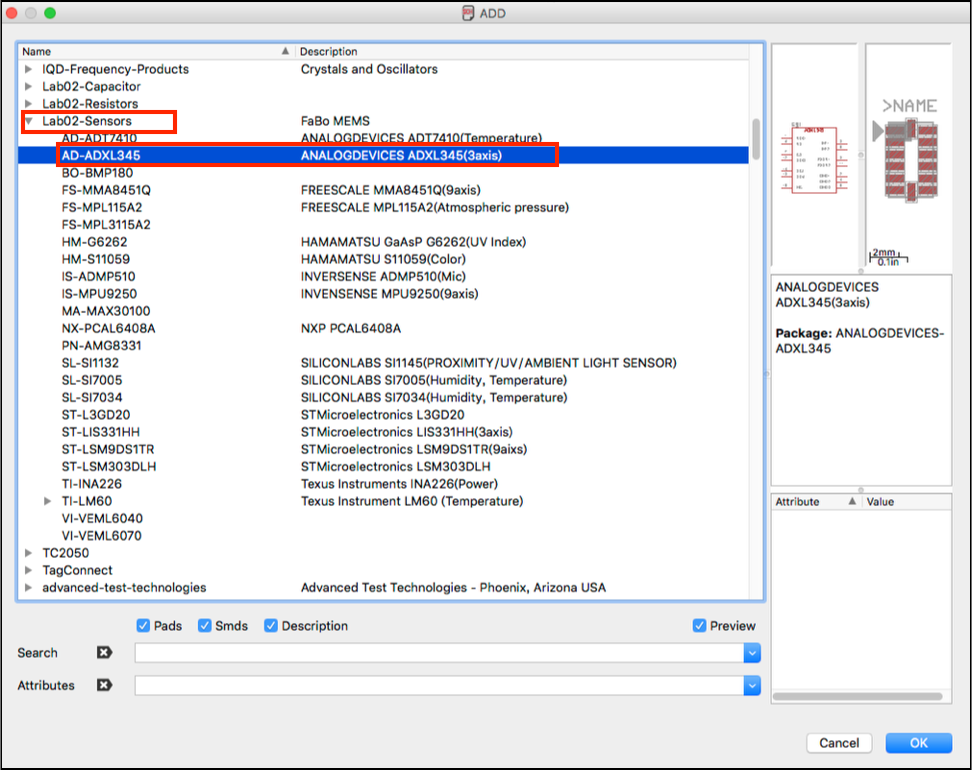 ADD
Name Description
IQD-Frequency-Products Crystals and Oscillators
Lab02-Capacitor
Lab02-Resistors
Lab02-Sensors FaBo MEMS
AD-ADT7410 ANALOGDEVICES ADT7410(Temperature)
AD-ADXL345 ANALOGDEVICES ADXL345(3axis)
BO-BMP180
FS-MMA8451Q FREESCALE MMA8451Q(9axis)
FS-MPL115A2 FREESCALE MPL115A2(Atmospheric pressure)
FS-MPL3115A2
HM-G6262 HAMAMATSU GaAsP G6262(UV Index)
HM-S11059 HAMAMATSU S11059(Color)
IS-ADMP510 INVERSENSE ADMP510(Mic)
IS-MPU9250 INVENSENSE MPU9250(9axis)
MA-MAX30100
NX-PCAL6408A NXP PCAL6408A
PN-AMG8331
SL-SI1132 SILICONLABS SI1145(PROXIMITY/UV/AMBIENT LIGHT SENSOR)
SL-SI7005 SILICONLABS SI7005(Humidity, Temperature)
SL-SI7034 SILICONLABS SI7034(Humidity, Temperature)
ST-L3GD20 STMicroelectronics L3GD20
ST-LIS331HH STMicroelectronics LIS331HH(3axis)
ST-LSM9DS1TR STMicroelectronics LSM9DS1TR(9aixs)
ST-LSM303DLH STMicroelectronics LSM303DLH
TI-INA226 Texus Instruments INA226(Power)
TI-LM60 Texus Instrument LM60 (Temperature)
VI-VEML6040
VI-VEML6070
TC2050
TagConnect
advanced-test-technologies Advanced Test Technologies - Phoenix, Arizona USA
>NAME
2mm
0.1in
ANALOGDEVICES
ADXL345(3axis)
Package: ANALOGDEVICES-
ADXL345
Attribute Value
Pads Smds Description Preview
Search
Attributes
Cancel OK